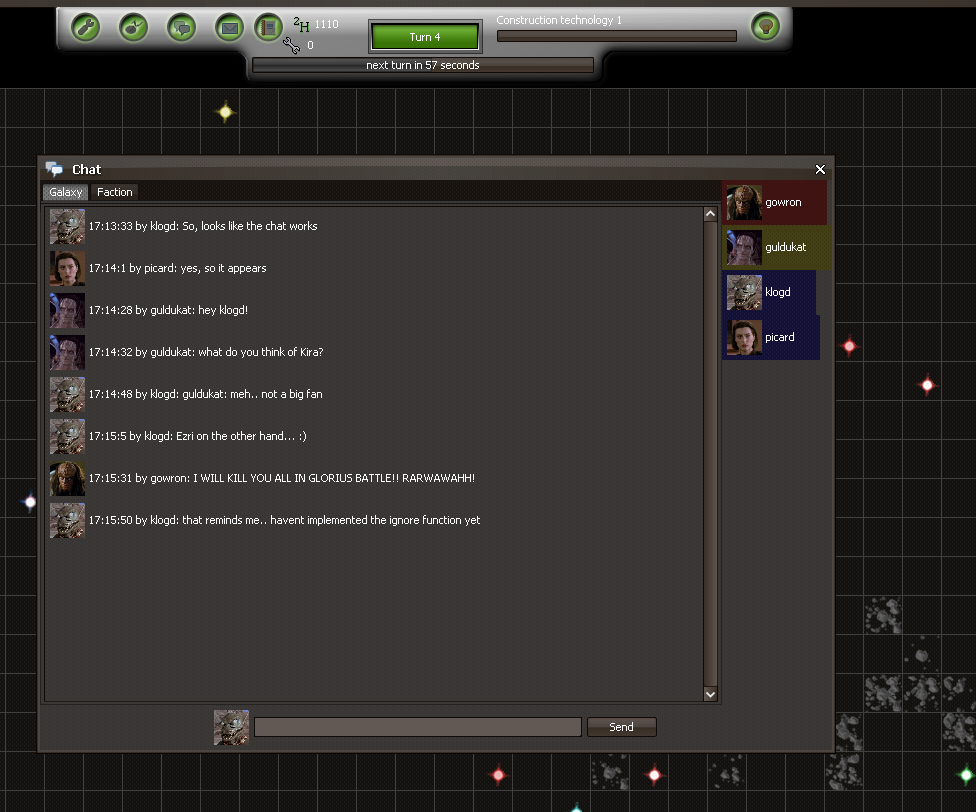 ²H 1110
0
Turn 4
Construction technology 1
next turn in 57 seconds
Chat
Galaxy Faction
17:13:33 by klogd: So, looks like the chat works
17:14:1 by picard: yes, so it appears
17:14:28 by guldukat: hey klogd!
17:14:32 by guldukat: what do you think of Kira?
17:14:48 by klogd: guldukat: meh.. not a big fan
17:15:5 by klogd: Ezri on the other hand... :)
17:15:31 by gowron: I WILL KILL YOU ALL IN GLORIUS BATTLE!! RARWAWAHH!
17:15:50 by klogd: that reminds me.. havent implemented the ignore function yet
gowron
guldukat
klogd
picard
Send